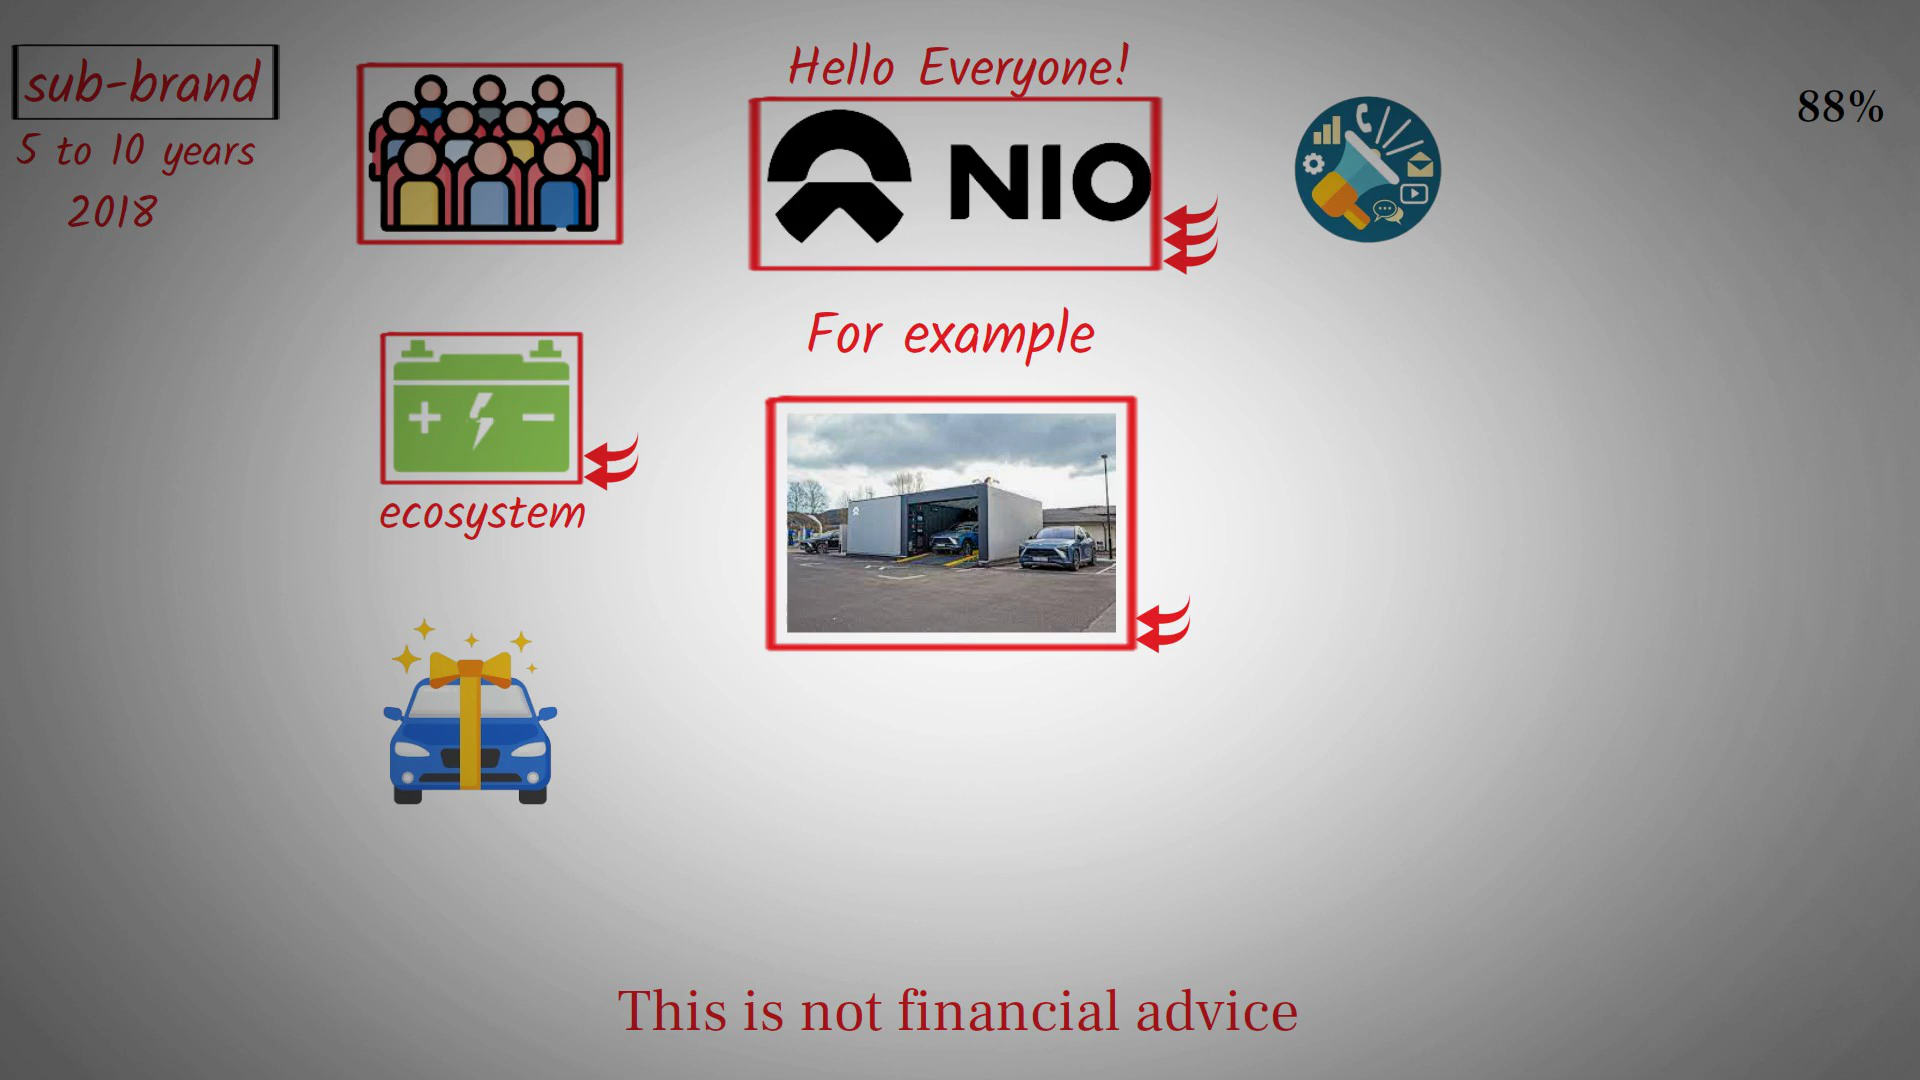 sub-brand
5 to 10 years
2018
Hello Everyone!
NIO
88%
For example
ecosystem
This is not financial advice